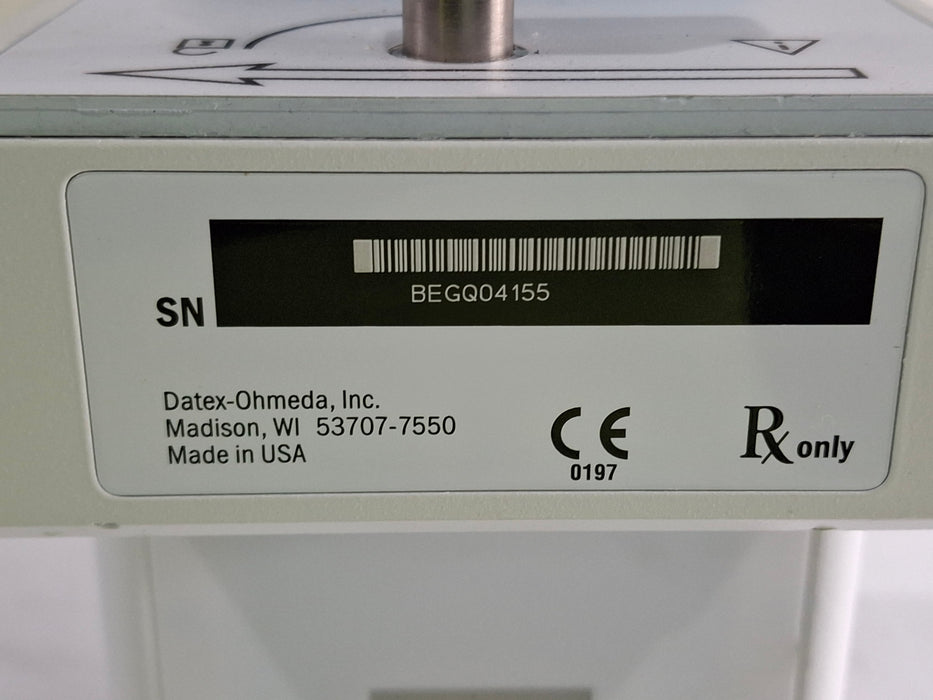 SN
BEGQ04155
Datex-Ohmeda, Inc.
Madison, WI 53707-7550
Made in USA
CE
0197
Rx only